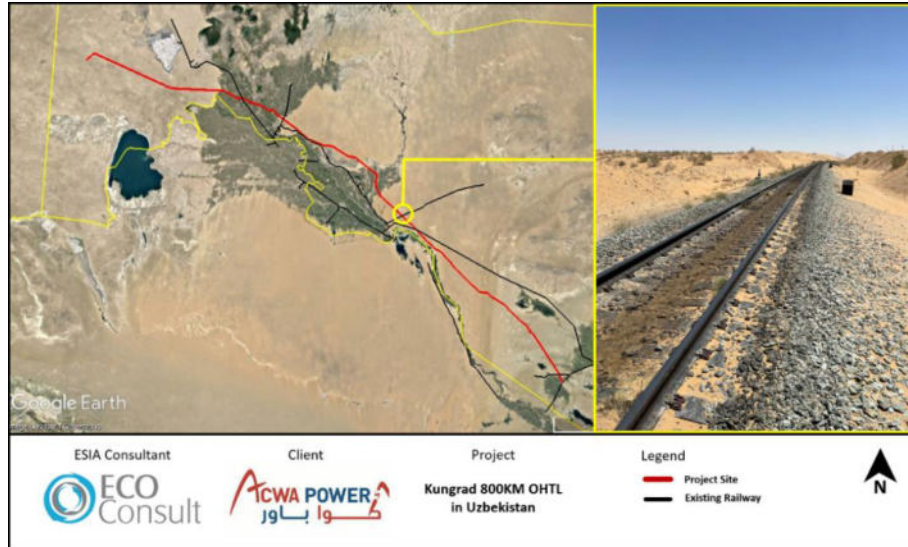 Google Earth
ESIA Consultant
ECO
Consult
Client
ACWA POWER
أكوا باور
Project
Kungrad 800KM OHTL
in Uzbekistan
Legend
Project Site
Existing Railway
N